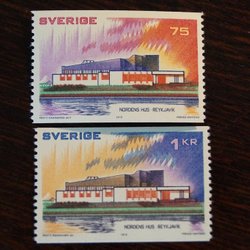 SVERIGE 75
NORDENS HUS · REYKJAVIK
SVERIGE 1 KR
NORDENS HUS · REYKJAVIK